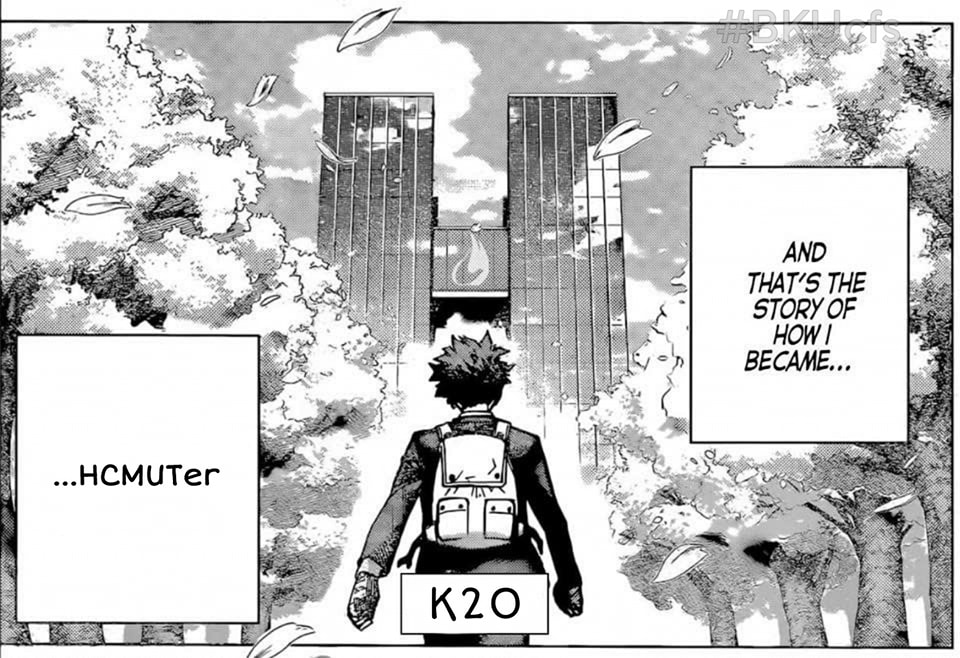 #BKUcfs
AND
THAT'S THE
STORY OF
HOW I
BECAME...
...HCMUTer
K20